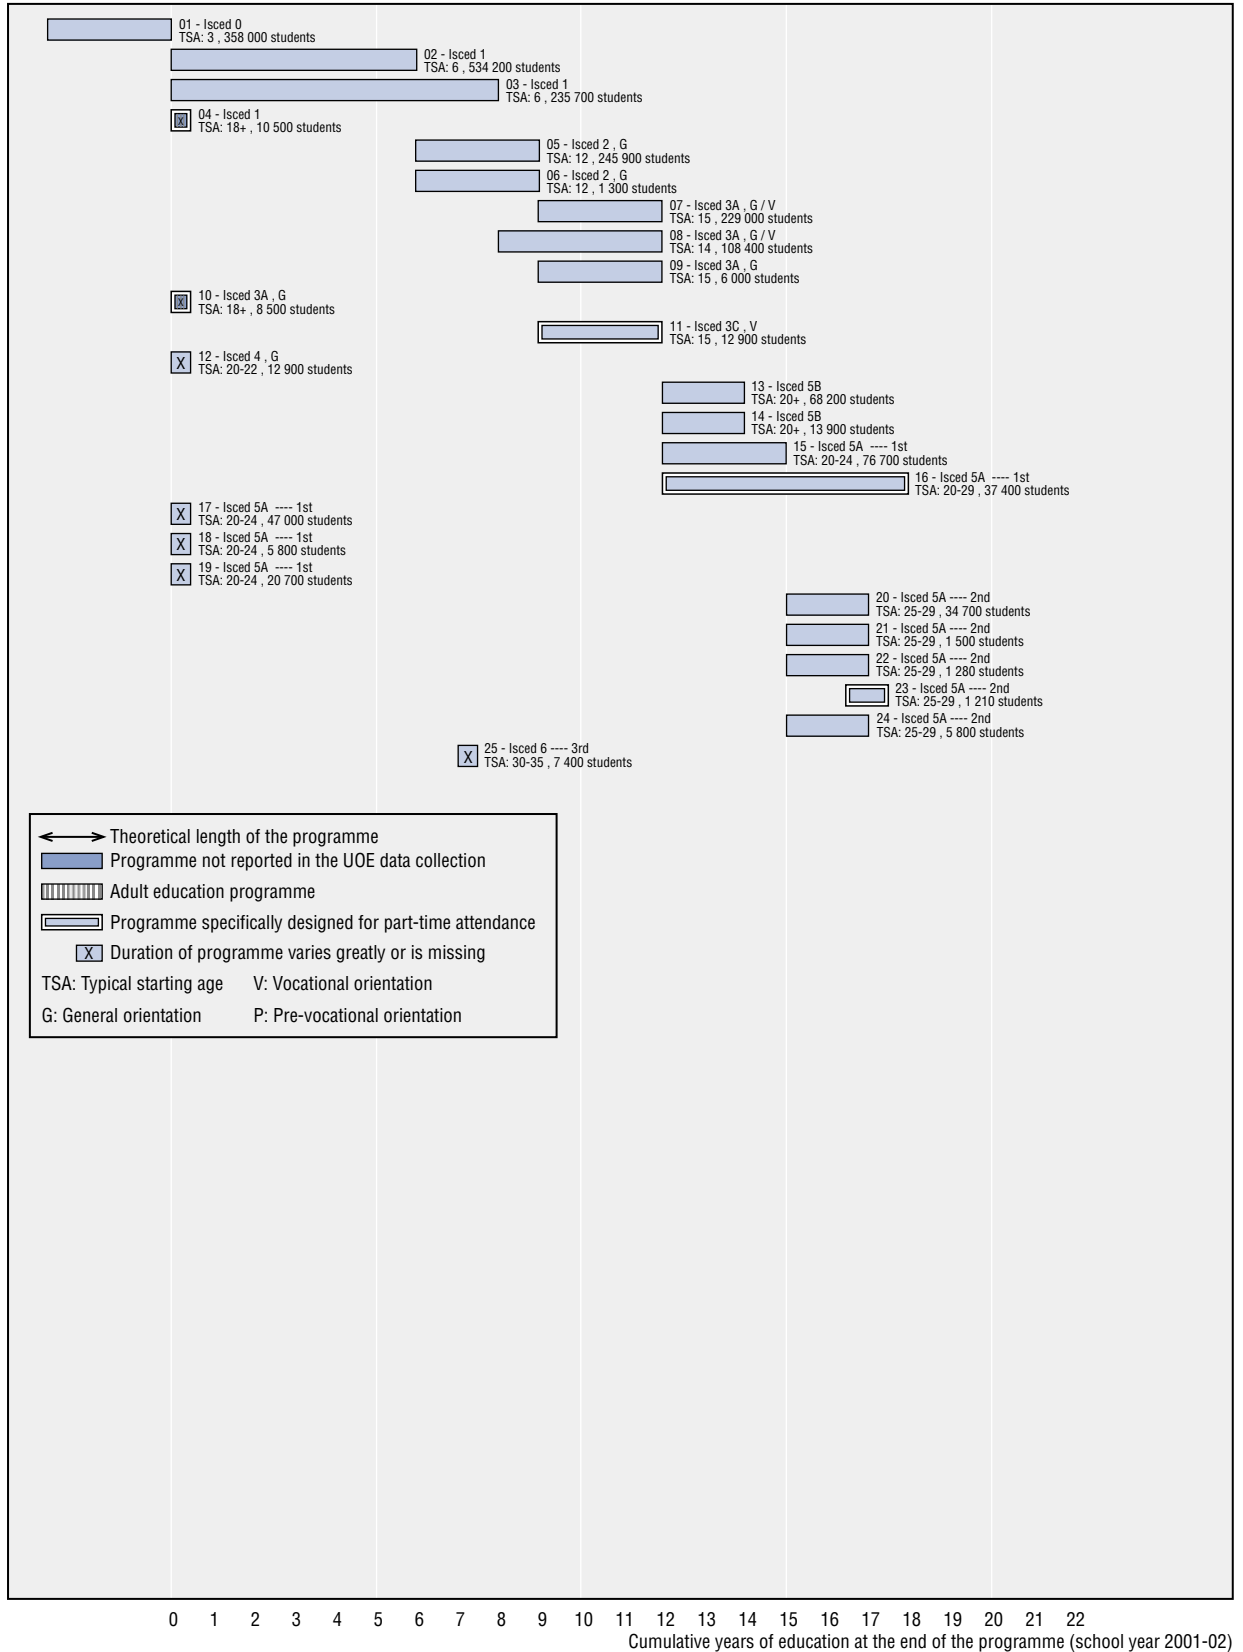 01 - Isced 0
TSA: 3 , 358 000 students
02 - Isced 1
TSA: 6 , 534 200 students
03 - Isced 1
TSA: 6 , 235 700 students
X
04 - Isced 1
TSA: 18+ , 10 500 students
05 - Isced 2 , G
TSA: 12 , 245 900 students
06 - Isced 2 , G
TSA: 12 , 1 300 students
07 - Isced 3A , G / V
TSA: 15 , 229 000 students
08 - Isced 3A , G / V
TSA: 14 , 108 400 students
09 - Isced 3A , G
TSA: 15 , 6 000 students
X
10 - Isced 3A , G
TSA: 18+ , 8 500 students
11 - Isced 3C , V
TSA: 15 , 12 900 students
X
12 - Isced 4 , G
TSA: 20-22 , 12 900 students
13 - Isced 5B
TSA: 20+ , 68 200 students
14 - Isced 5B
TSA: 20+ , 13 900 students
15 - Isced 5A ---- 1st
TSA: 20-24 , 76 700 students
16 - Isced 5A ---- 1st
TSA: 20-29 , 37 400 students
X
17 - Isced 5A ---- 1st
TSA: 20-24 , 47 000 students
X
18 - Isced 5A ---- 1st
TSA: 20-24 , 5 800 students
X
19 - Isced 5A ---- 1st
TSA: 20-24 , 20 700 students
20 - Isced 5A ---- 2nd
TSA: 25-29 , 34 700 students
21 - Isced 5A ---- 2nd
TSA: 25-29 , 1 500 students
22 - Isced 5A ---- 2nd
TSA: 25-29 , 1 280 students
23 - Isced 5A ---- 2nd
TSA: 25-29 , 1 210 students
24 - Isced 5A ---- 2nd
TSA: 25-29 , 5 800 students
X
25 - Isced 6 ---- 3rd
TSA: 30-35 , 7 400 students
Theoretical length of the programme
Programme not reported in the UOE data collection
Adult education programme
Programme specifically designed for part-time attendance
X Duration of programme varies greatly or is missing
TSA: Typical starting age V: Vocational orientation
G: General orientation P: Pre-vocational orientation
0 1 2 3 4 5 6 7 8 9 10 11 12 13 14 15 16 17 18 19 20 21 22
Cumulative years of education at the end of the programme (school year 2001-02)